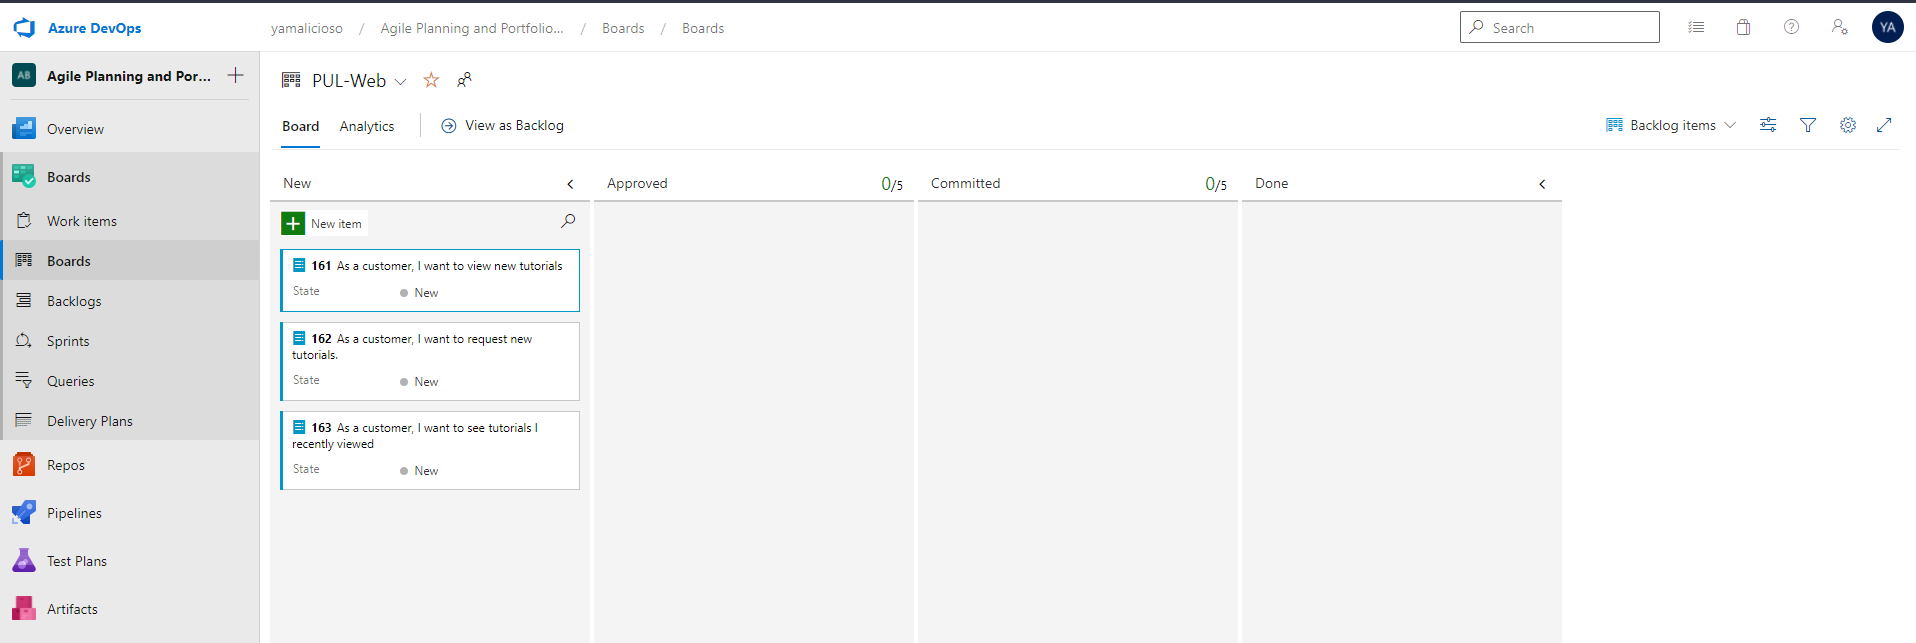 Azure DevOps
yamalicioso / Agile Planning and Portfolio... / Boards / Boards
Search
YA
AB Agile Planning and Por...
Overview
Boards
Work items
Boards
Backlogs
Sprints
Queries
Delivery Plans
Repos
Pipelines
Test Plans
Artifacts
PUL-Web
Board Analytics View as Backlog
Backlog items
New
New item
161 As a customer, I want to view new tutorials
State New
162 As a customer, I want to request new
tutorials.
State New
163 As a customer, I want to see tutorials I
recently viewed
State New
Approved 0/5
Committed 0/5
Done